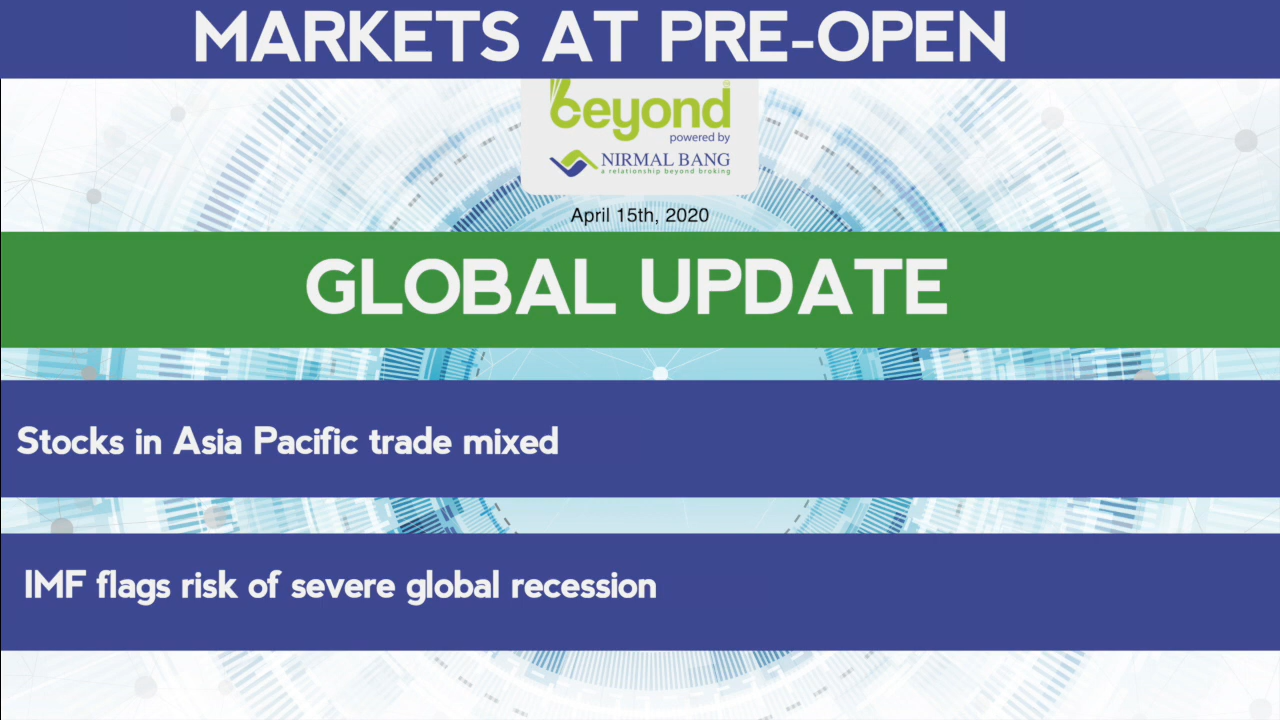 MARKETS AT PRE-OPEN
beyond
powered by
NIRMAL BANG
a relationship beyond broking
April 15th, 2020
GLOBAL UPDATE
Stocks in Asia Pacific trade mixed
IMF flags risk of severe global recession